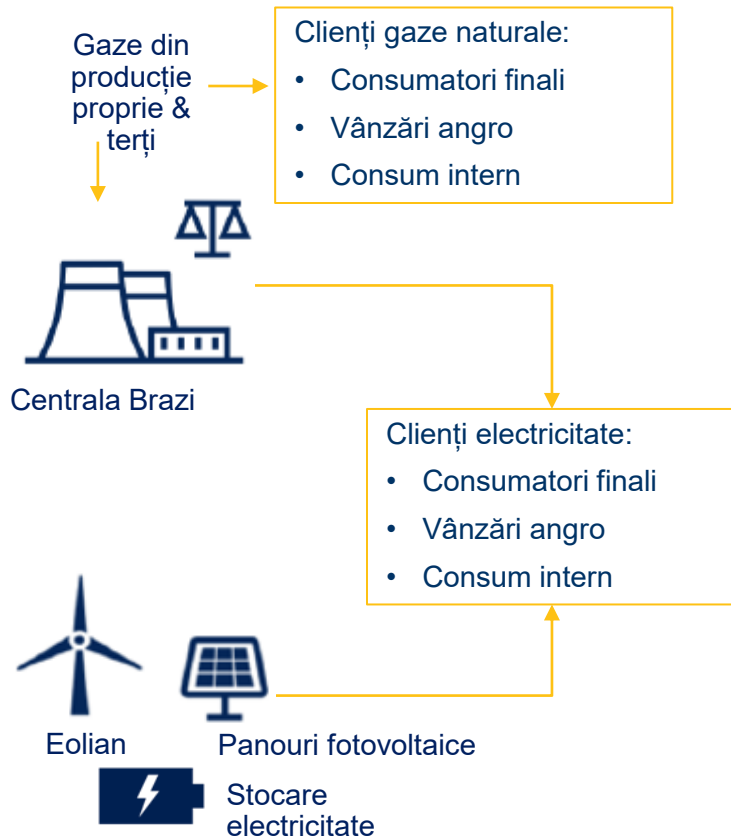 Gaze din
producție
proprie &
terți
Clienți gaze naturale:
• Consumatori finali
• Vânzări angro
• Consum intern
Centrala Brazi
Clienți electricitate:
• Consumatori finali
• Vânzări angro
• Consum intern
Eolian
Panouri fotovoltaice
Stocare
electricitate